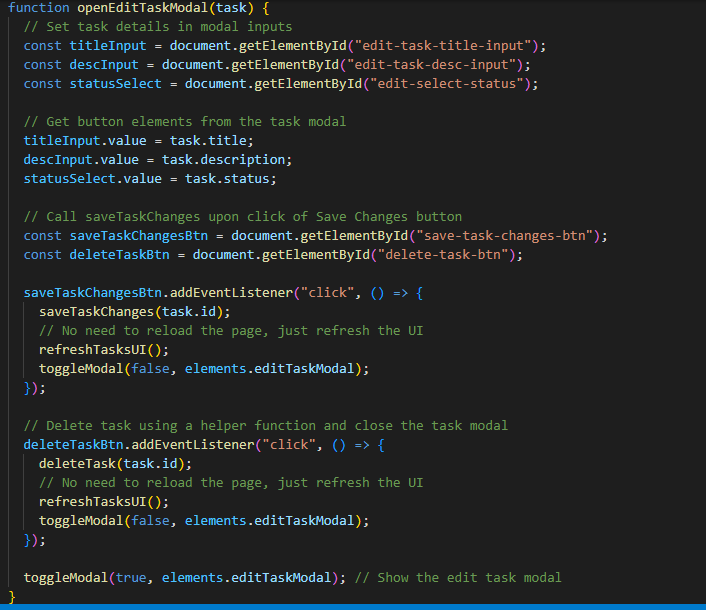 function openEditTaskModal(task) {
  // Set task details in modal inputs
  const titleInput = document.getElementById("edit-task-title-input");
  const descInput = document.getElementById("edit-task-desc-input");
  const statusSelect = document.getElementById("edit-select-status");

  // Get button elements from the task modal
  titleInput.value = task.title;
  descInput.value = task.description;
  statusSelect.value = task.status;

  // Call saveTaskChanges upon click of Save Changes button
  const saveTaskChangesBtn = document.getElementById("save-task-changes-btn");
  const deleteTaskBtn = document.getElementById("delete-task-btn");

  saveTaskChangesBtn.addEventListener("click", () => {
    saveTaskChanges(task.id);
    // No need to reload the page, just refresh the UI
    refreshTasksUI();
    toggleModal(false, elements.editTaskModal);
  });

  // Delete task using a helper function and close the task modal
  deleteTaskBtn.addEventListener("click", () => {
    deleteTask(task.id);
    // No need to reload the page, just refresh the UI
    refreshTasksUI();
    toggleModal(false, elements.editTaskModal);
  });

  toggleModal(true, elements.editTaskModal); // Show the edit task modal
}